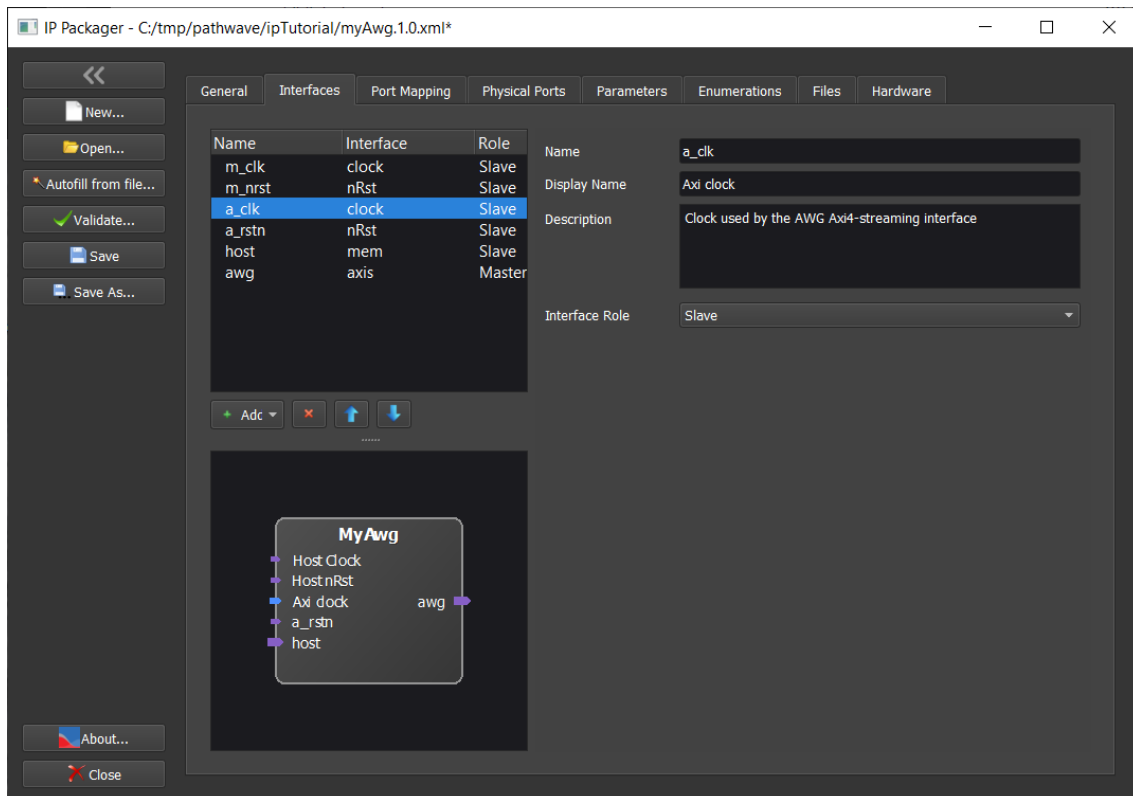 IP Packager - C:/tmp/pathwave/ipTutorial/myAwg.1.0.xml*
New...
Open...
Autofill from file...
Validate...
Save
Save As...
General Interfaces Port Mapping Physical Ports Parameters Enumerations Files Hardware
Name Interface Role
m_clk clock Slave
m_nrst nRst Slave
a_clk clock Slave
a_rstn nRst Slave
host mem Slave
awg axis Master
Adc
Name a_clk
Display Name Axi clock
Description Clock used by the AWG Axi4-streaming interface
Interface Role Slave
MyAwg
Host Clock
Host nRst
Axi clock awg
a_rstn
host
About...
Close